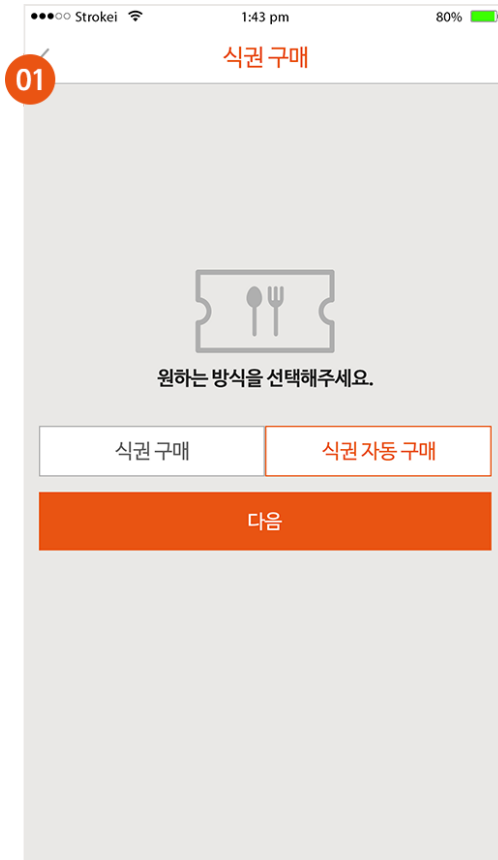 Strokei 1:43 pm 80%
식권 구매
01
원하는 방식을 선택해주세요.
식권 구매 식권 자동 구매
다음